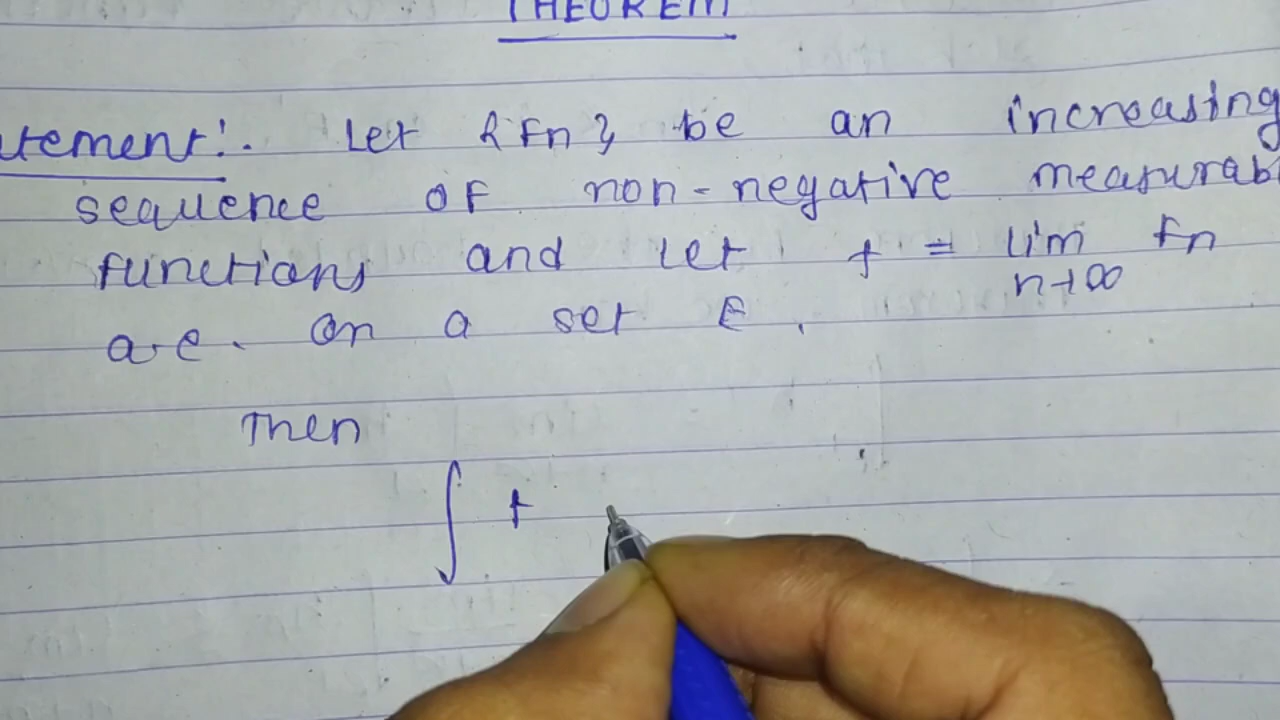 THEOREM
tement:. Let {fn} be an increasing
sequence of non-negative measurabl
functions and let f = lim fn
n→∞
a.e. on a set E.
Then
∫ f